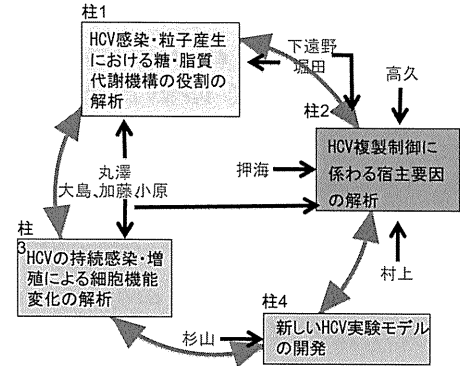 柱1
HCV感染・粒子産生
における糖・脂質
代謝機構の役割の
解析
下遠野
堀田
高久
柱2
HCV複製制御に
係わる宿主要因
の解析
押海
丸澤
大島、加藤、小原
柱
3
HCVの持続感染・増
殖による細胞機能
変化の解析
村上
柱4
杉山
新しいHCV実験モデル
の開発